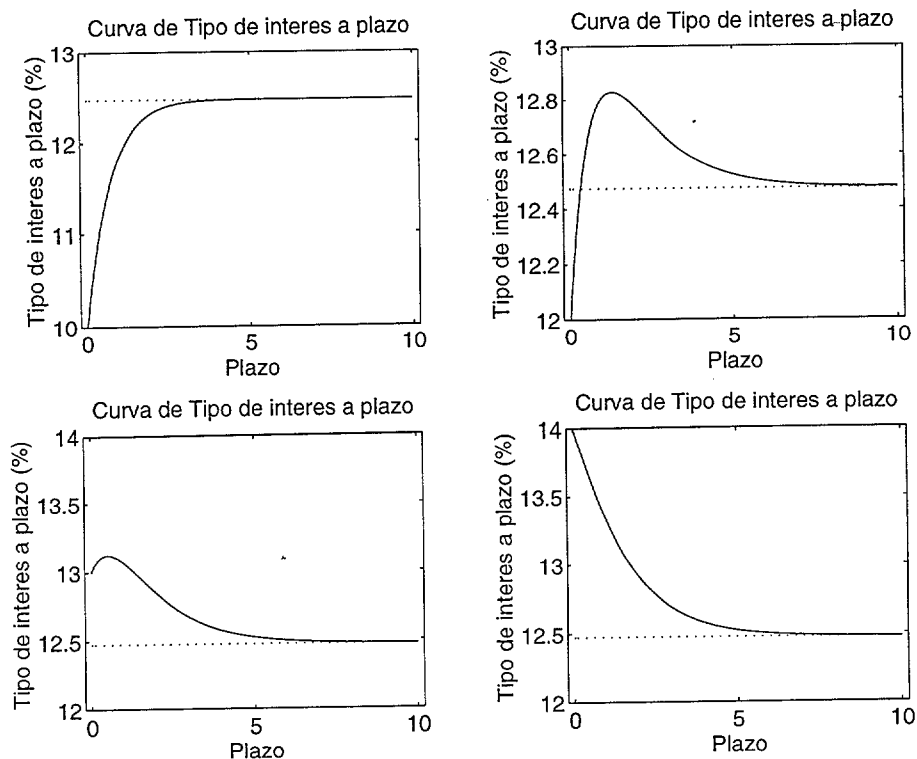 Curva de Tipo de interes a plazo
Tipo de interes a plazo (%)
13
12
11
10
0
5
10
Plazo
Curva de Tipo de interes a plazo
Tipo de interes a plazo (%)
13
12.8
12.6
12.4
12.2
12
0
5
10
Plazo
Curva de Tipo de interes a plazo
Tipo de interes a plazo (%)
14
13.5
13
12.5
12
0
5
10
Plazo
Curva de Tipo de interes a plazo
Tipo de interes a plazo (%)
14
13.5
13
12.5
12
0
5
10
Plazo